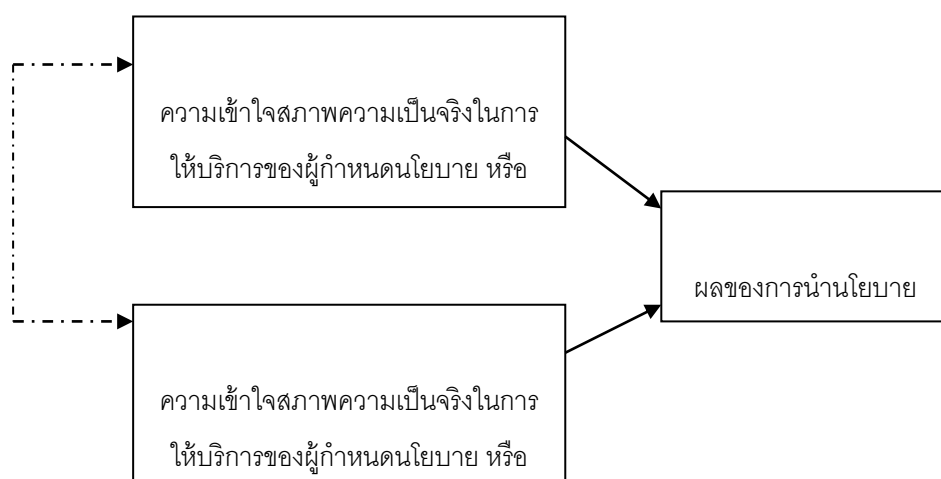 ความเข้าใจสภาพความเป็นจริงในการ
ให้บริการของผู้กำหนดนโยบาย หรือ
ผลของการนำนโยบาย
ความเข้าใจสภาพความเป็นจริงในการ
ให้บริการของผู้กำหนดนโยบาย หรือ